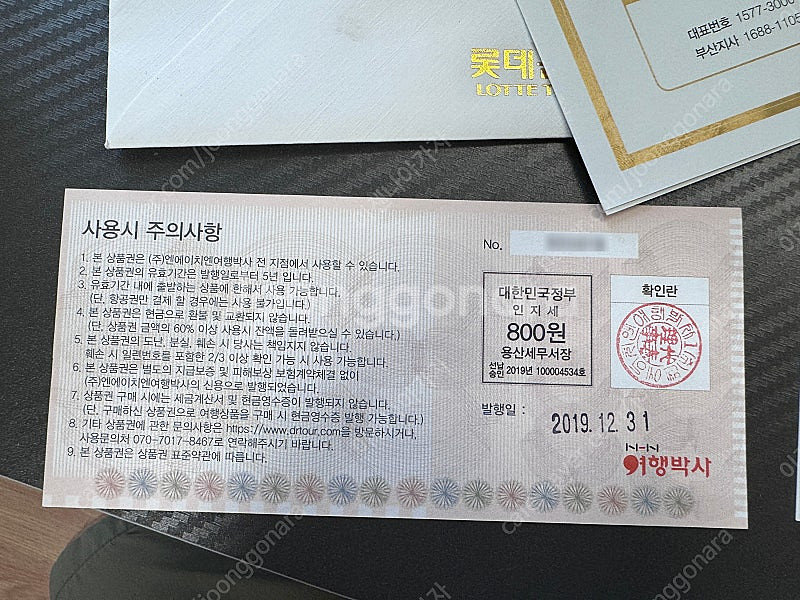 롯데
LOTTE T
대표번호 1577-3000
부산지사 1688-1105
사용시 주의사항
1. 본 상품권은 (주)엔에이치엔여행박사 전 지점에서 사용할 수 있습니다.
2. 본 상품권의 유효기간은 발행일로부터 5년 입니다.
3. 유효기간 내에 출발하는 상품에 한해서 사용 가능합니다.
(단, 항공권만 결제 할 경우에는 사용 불가입니다.)
4. 본 상품권은 현금으로 환불 및 교환되지 않습니다.
(단, 상품권 금액의 60% 이상 사용시 잔액을 돌려받으실 수 있습니다.)
5. 본 상품권의 도난, 분실, 훼손 시 당사는 책임지지 않습니다.
훼손 시 일련번호를 포함한 2/3 이상 확인 가능 시 사용 가능합니다.
6. 본 상품권은 별도의 지급보증 및 피해보상 보험계약체결 없이
(주)엔에이치엔여행박사의 신용으로 발행되었습니다.
7. 상품권 구매 시에는 세금계산서 및 현금영수증이 발행되지 않습니다.
(단, 구매하신 상품권으로 여행상품을 구매 시 현금영수증 발행 가능합니다.)
8. 기타 상품권에 관한 문의사항은 https://www.drtour.com을 방문하시거나,
사용문의처 070-7017-8467로 연락해주시기 바랍니다.
9. 본 상품권은 상품권 표준약관에 따릅니다.
No.
대한민국정부
인지세
800원
용산세무서장
성남
승인 2019년 100004534호
확인란
발행일 : 2019. 12. 31
여행박사
joonggonara